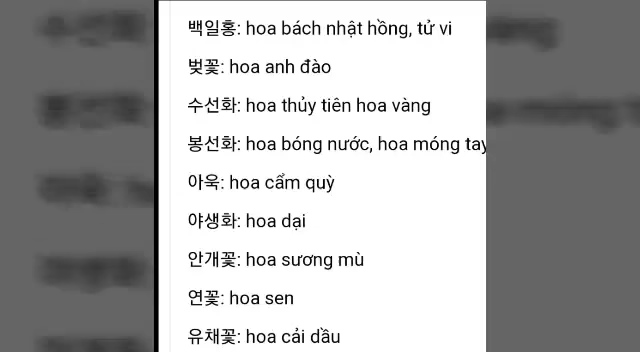 백일홍: hoa bách nhật hồng, tử vi
벚꽃: hoa anh đào
수선화: hoa thủy tiên hoa vàng
봉선화: hoa bóng nước, hoa móng tay
아욱: hoa cẩm quỳ
야생화: hoa dại
안개꽃: hoa sương mù
연꽃: hoa sen
유채꽃: hoa cải dầu